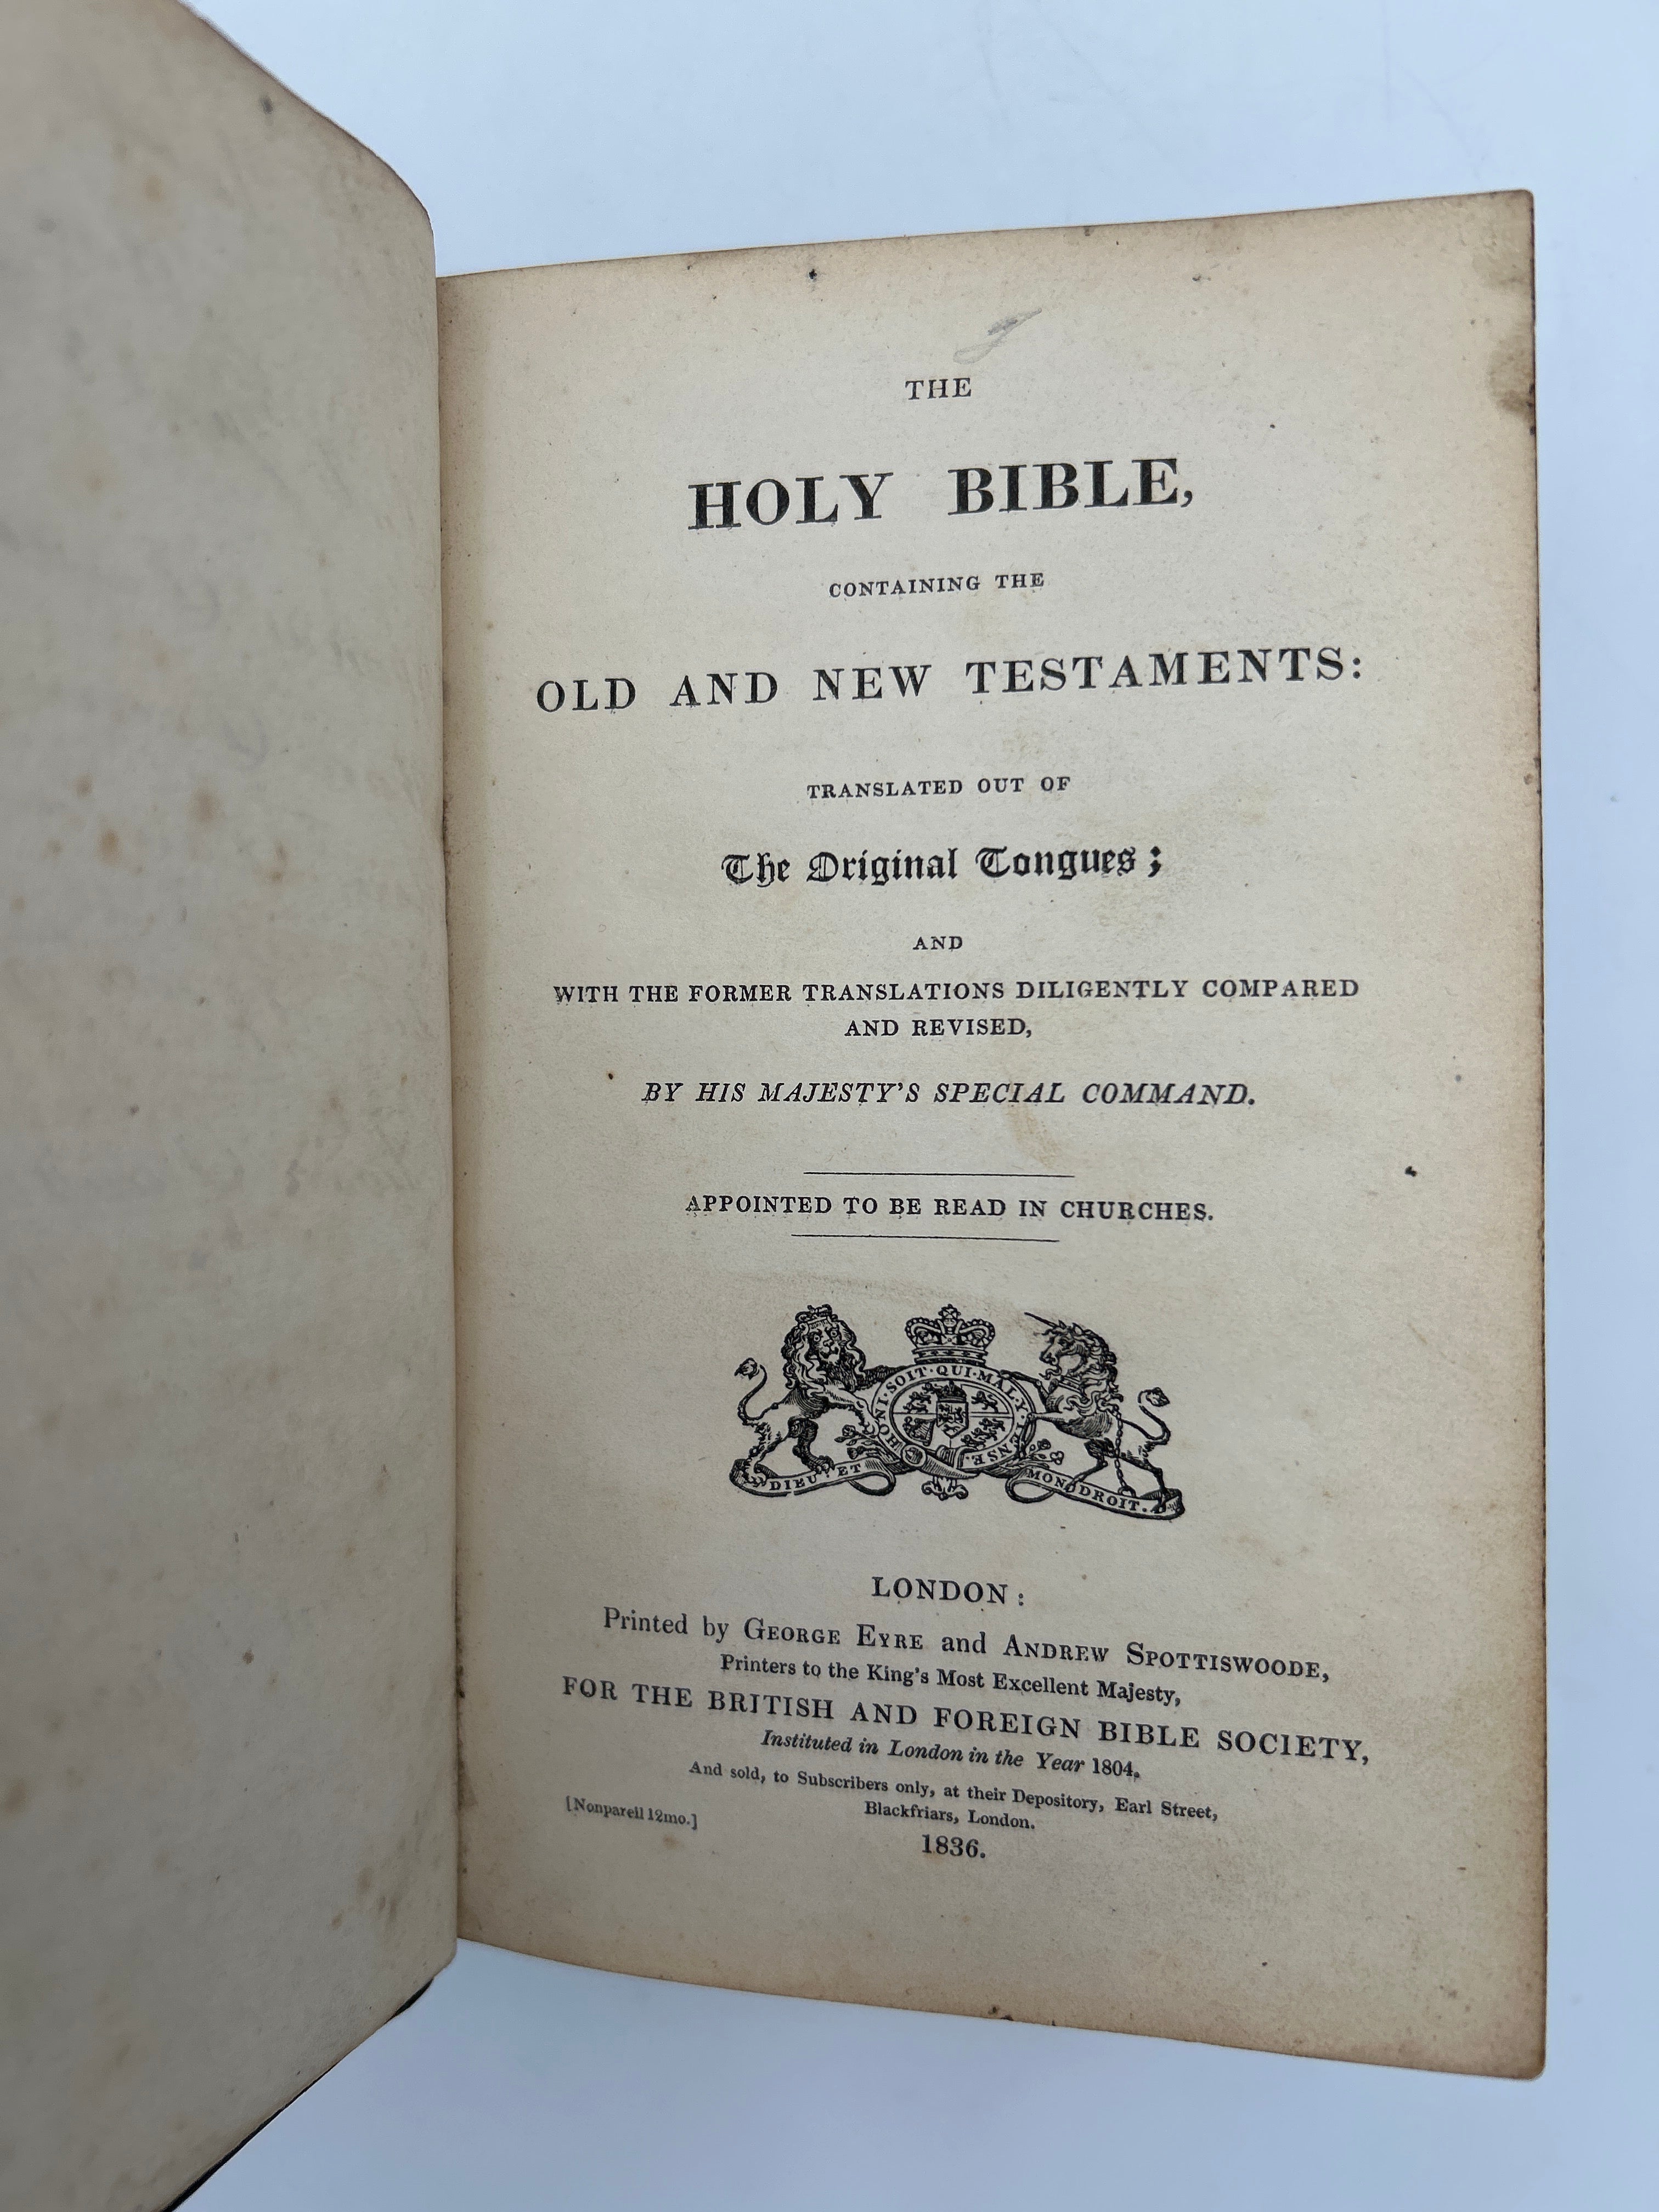 THE
HOLY BIBLE,
CONTAINING THE
OLD AND NEW TESTAMENTS:
TRANSLATED OUT OF
The Original Tongues;
AND
WITH THE FORMER TRANSLATIONS DILIGENTLY COMPARED
AND REVISED,
BY HIS MAJESTY'S SPECIAL COMMAND.
APPOINTED TO BE READ IN CHURCHES.
HONI·SOIT·QUI·MAL·Y·PENSE
DIEU·ET MON DROIT.
LONDON:
Printed by GEORGE EYRE and ANDREW SPOTTISWOODE,
Printers to the King's Most Excellent Majesty,
FOR THE BRITISH AND FOREIGN BIBLE SOCIETY,
Instituted in London in the Year 1804.
And sold, to Subscribers only, at their Depository, Earl Street,
Blackfriars, London.
[Nonpareil 12mo.]
1836.